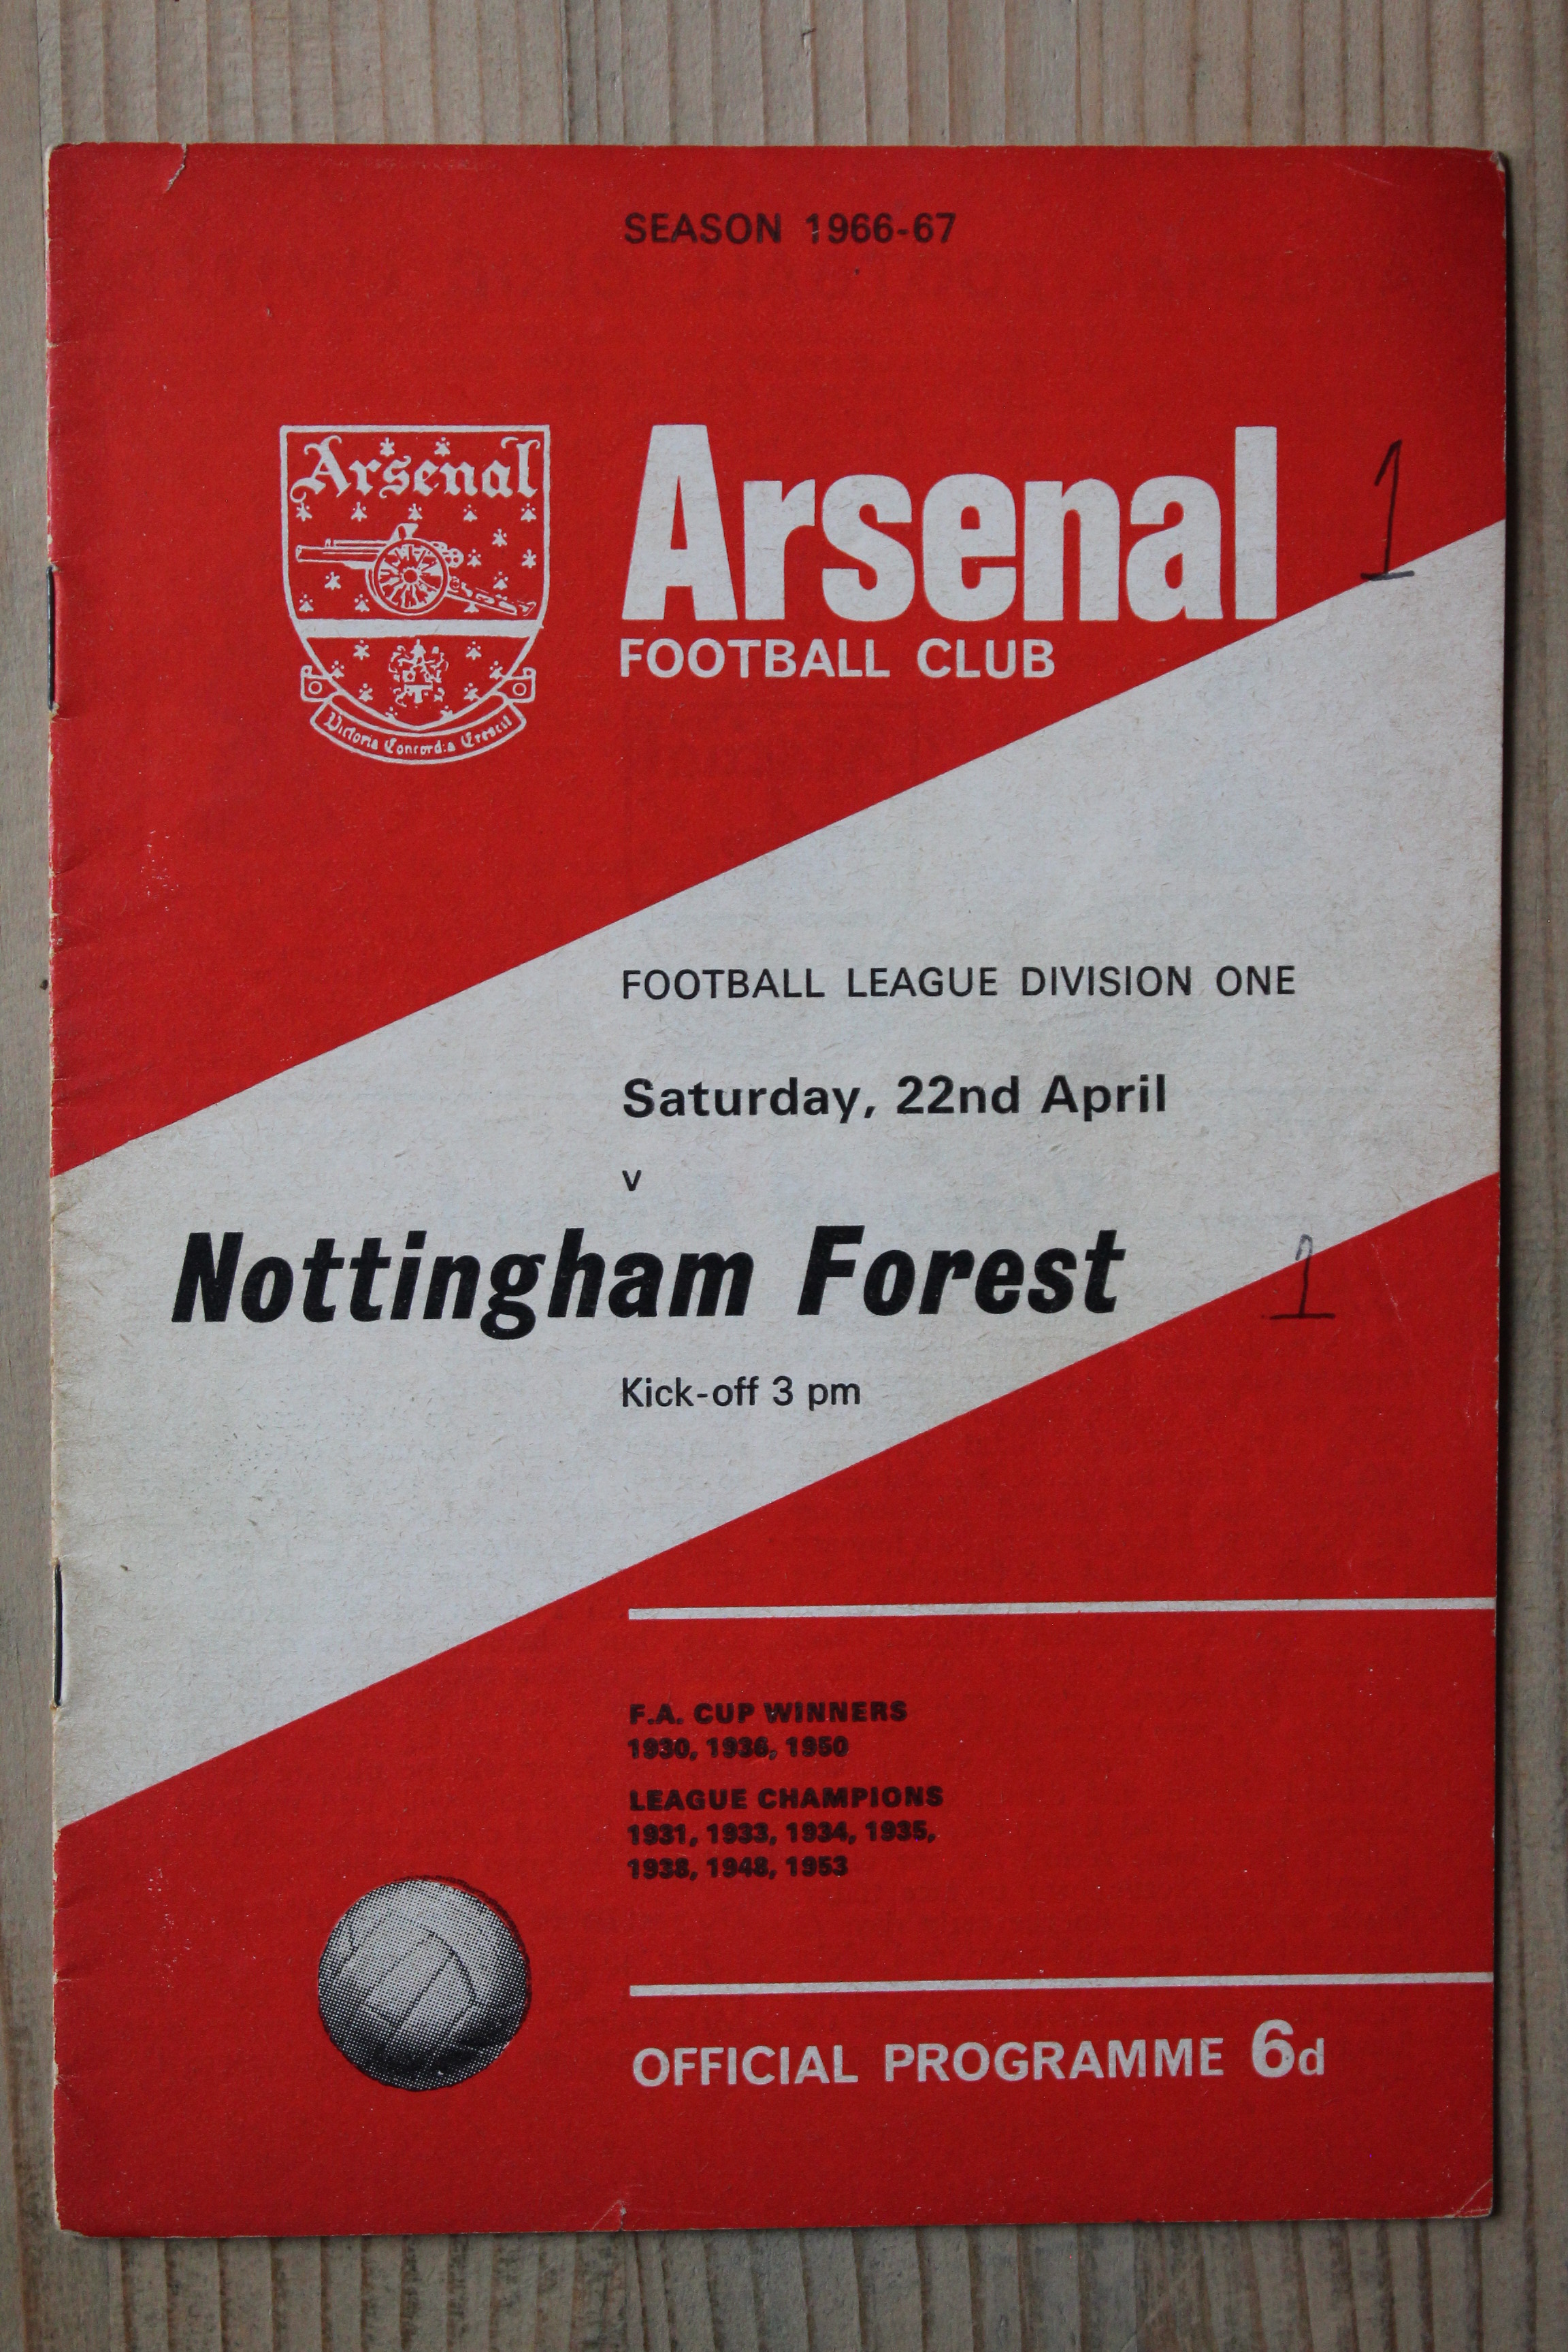 SEASON 1966-67
Arsenal
Arsenal 1
FOOTBALL CLUB
Victoria Concordia Crescit
FOOTBALL LEAGUE DIVISION ONE
Saturday, 22nd April
v
Nottingham Forest 1
Kick-off 3 pm
F.A. CUP WINNERS
1930, 1936, 1950
LEAGUE CHAMPIONS
1931, 1933, 1934, 1935,
1938, 1948, 1953
OFFICIAL PROGRAMME 6d